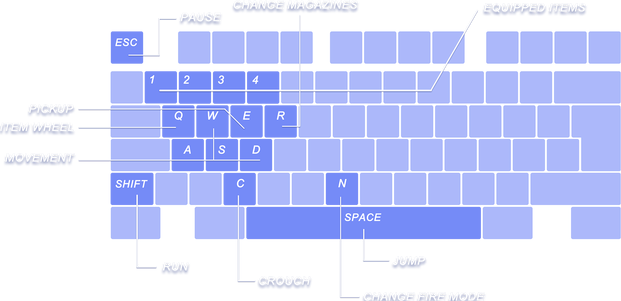 CHANGE MAGAZINES
EQUIPPED ITEMS
PAUSE
ESC
1 2 3 4
PICKUP
Q W E R
ITEM WHEEL
A S D
MOVEMENT
SHIFT C N
SPACE
RUN
JUMP
CROUCH
CHANGE FIRE MODE